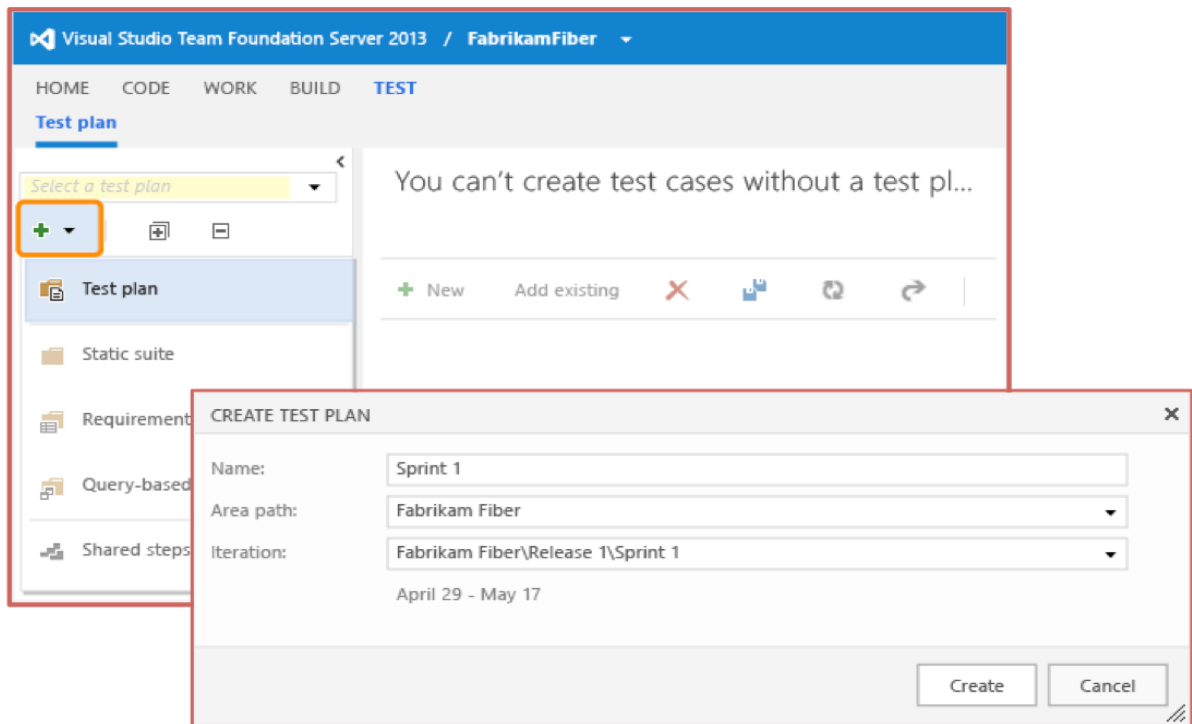 Visual Studio Team Foundation Server 2013 / FabrikamFiber
HOME CODE WORK BUILD TEST
Test plan
Select a test plan
You can't create test cases without a test pl...
Test plan
New Add existing
Static suite
Requirement
Query-based
Shared steps
CREATE TEST PLAN
Name: Sprint 1
Area path: Fabrikam Fiber
Iteration: Fabrikam Fiber\Release 1\Sprint 1
April 29 - May 17
Create Cancel